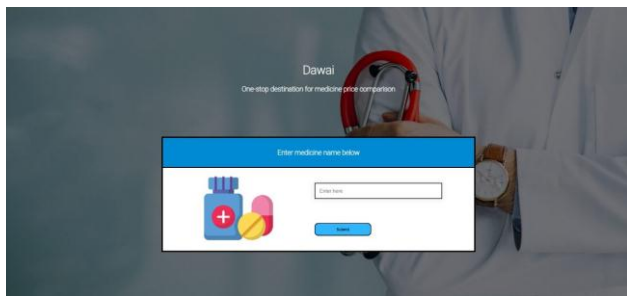 Dawai
One-stop destination for medicine price comparison
Enter medicine name below
Enter here
Submit